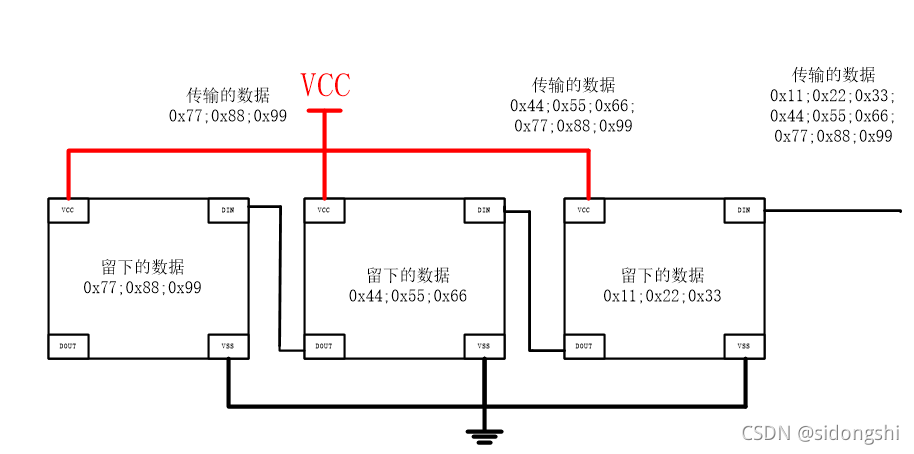 VCC
传输的数据
0x77;0x88;0x99
传输的数据
0x44;0x55;0x66;
0x77;0x88;0x99
传输的数据
0x11;0x22;0x33;
0x44;0x55;0x66;
0x77;0x88;0x99
VCC
DIN
留下的数据
0x77;0x88;0x99
DOUT
VSS
VCC
DIN
留下的数据
0x44;0x55;0x66
DOUT
VSS
VCC
DIN
留下的数据
0x11;0x22;0x33
DOUT
VSS
CSDN @sidongshi